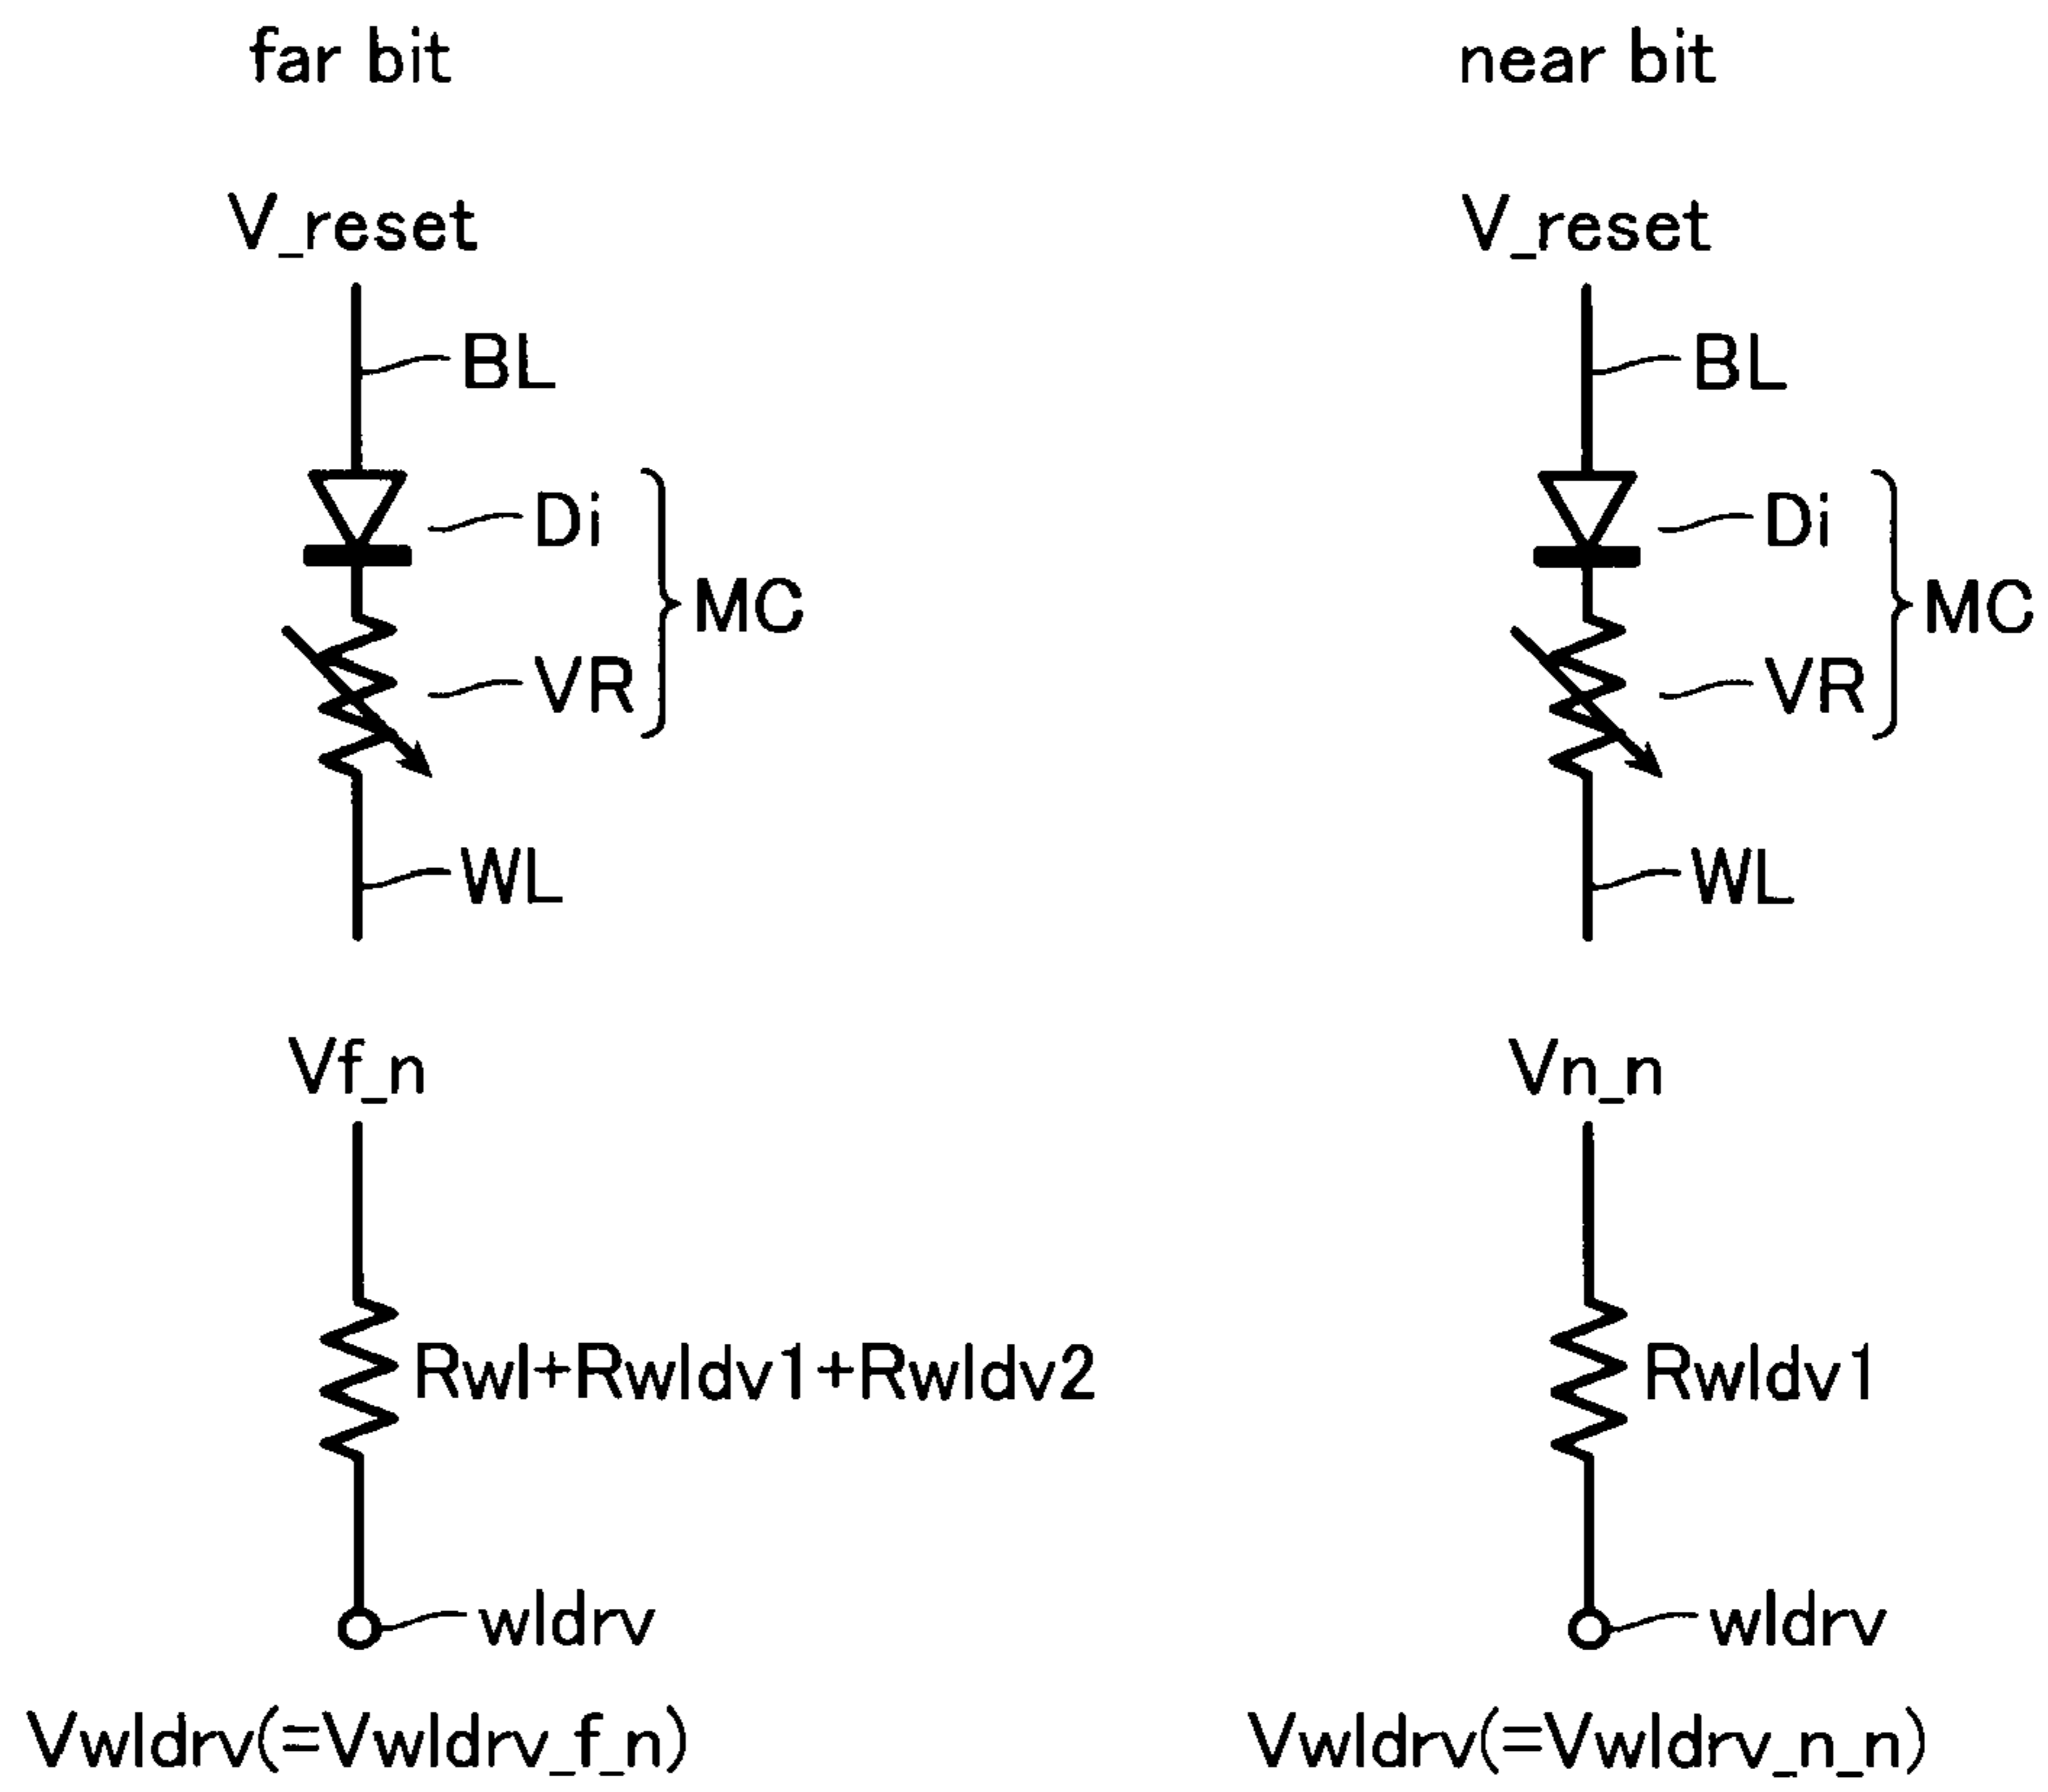 far bit
V_reset
BL
Di
MC
VR
WL
Vf_n
Rwl+Rwldv1+Rwldv2
wldrv
Vwldrv(=Vwldrv_f_n)
near bit
V_reset
BL
Di
MC
VR
WL
Vn_n
Rwldv1
wldrv
Vwldrv(=Vwldrv_n_n)